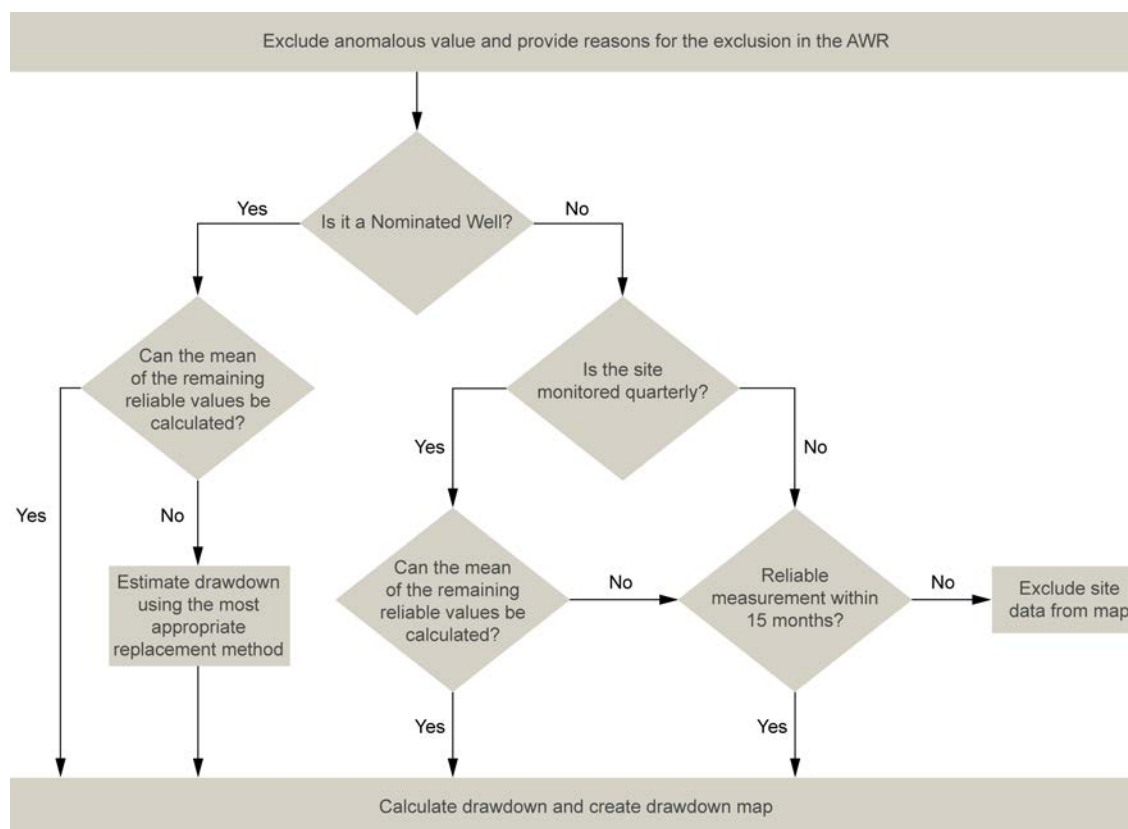 Exclude anomalous value and provide reasons for the exclusion in the AWR
Yes
Is it a Nominated Well?
No
Can the mean
of the remaining
reliable values be
calculated?
Is the site
monitored quarterly?
Yes
No
Yes
No
Estimate drawdown
using the most
appropriate
replacement method
Can the mean
of the remaining
reliable values be
calculated?
No
Reliable
measurement within
15 months?
No
Exclude site
data from map
Yes
Yes
Calculate drawdown and create drawdown map